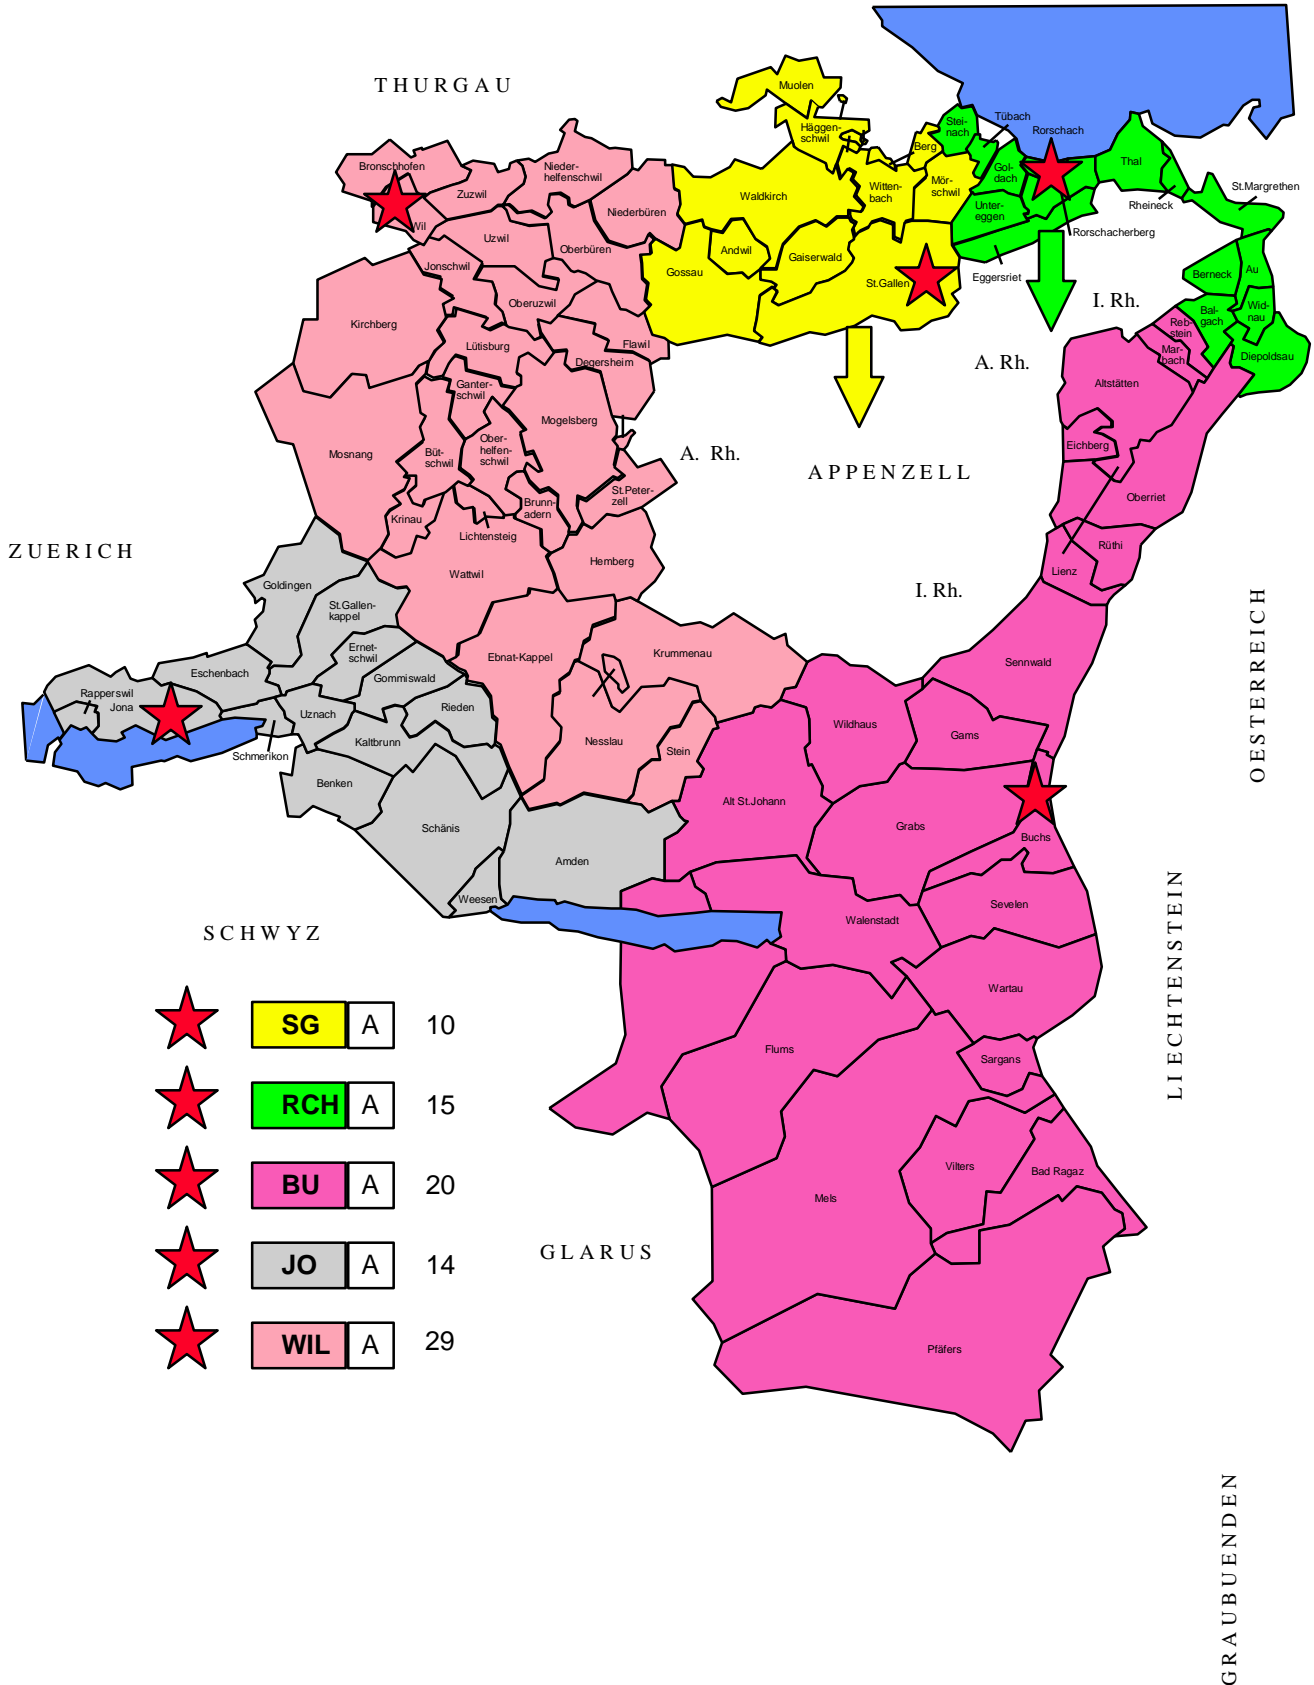 THURGAU
Muolen
Häggen-
schwil
Stei-
nach
Tübach
Rorschach
Berg
Bronschhofen
Nieder-
helfenschwil
Zuzwil
Wil
Niederbüren
Waldkirch
Witten-
bach
Mör-
schwil
Gol-
dach
Thal
St.Margrethen
Rheineck
Unter-
eggen
Rorschacherberg
Uzwil
Oberbüren
Andwil
Gaiserwald
Gossau
St.Gallen
Eggersriet
Jonschwil
Oberuzwil
Berneck
Au
I. Rh.
Wid-
nau
Bal-
gach
Reb-
stein
Mar-
bach
Diepoldsau
Kirchberg
Lütisburg
Flawil
Degersheim
A. Rh.
Altstätten
Ganter-
schwil
Mogelsberg
Mosnang
Büt-
schwil
Ober-
helfen-
schwil
A. Rh.
APPENZELL
Eichberg
Oberriet
St.Peter-
zell
Brunn-
adern
Krinau
Lichtensteig
ZUERICH
Hemberg
Wattwil
Rüthi
Lienz
I. Rh.
Goldingen
St.Gallen-
kappel
Ernet-
schwil
Eschenbach
Gommiswald
Ebnat-Kappel
Krummenau
Sennwald
OESTERREICH
Rapperswil
Jona
Uznach
Rieden
Kaltbrunn
Schmerikon
Nesslau
Stein
Wildhaus
Gams
Benken
Schänis
Alt St.Johann
Grabs
Buchs
Amden
Weesen
Walenstadt
Sevelen
SCHWYZ
LIECHTENSTEIN
Wartau
Flums
Sargans
SG A 10
RCH A 15
BU A 20
JO A 14
WIL A 29
Vilters
Bad Ragaz
Mels
GLARUS
Pfäfers
GRAUBUENDEN